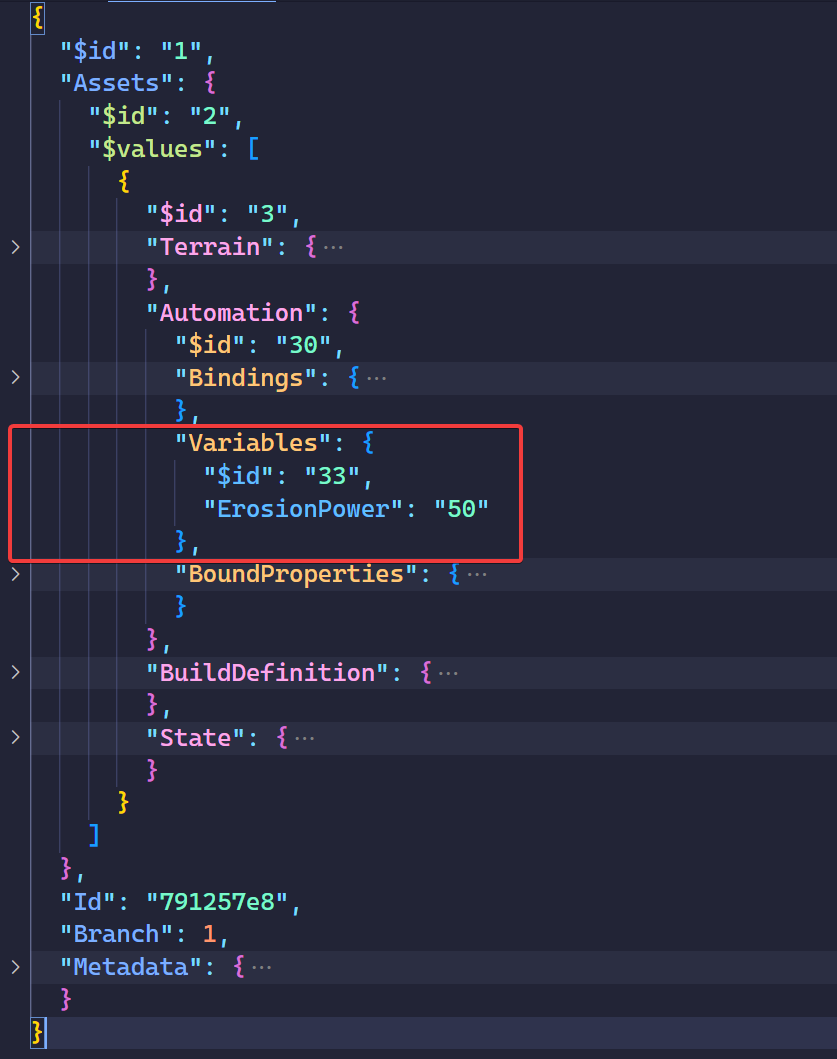 {
"$id": "1",
"Assets": {
"$id": "2",
"$values": [
{
"$id": "3",
"Terrain": { ···
},
"Automation": {
"$id": "30",
"Bindings": { ···
},
"Variables": {
"$id": "33",
"ErosionPower": "50"
},
"BoundProperties": { ···
}
},
"BuildDefinition": { ···
},
"State": { ···
}
}
]
},
"Id": "791257e8",
"Branch": 1,
"Metadata": { ···
}
}